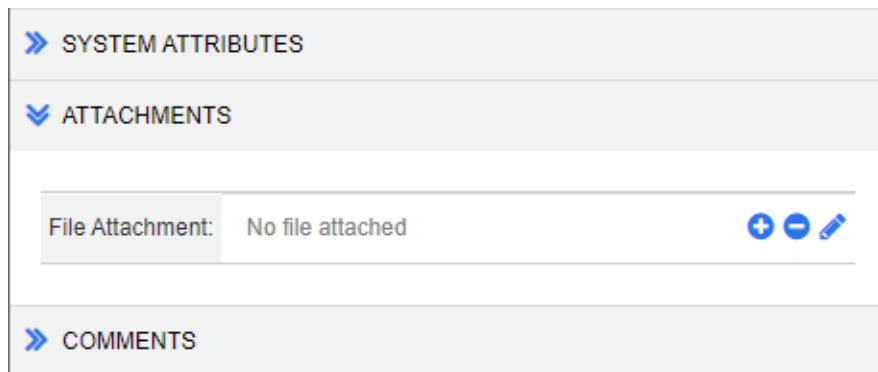 SYSTEM ATTRIBUTES
ATTACHMENTS
File Attachment: No file attached
COMMENTS